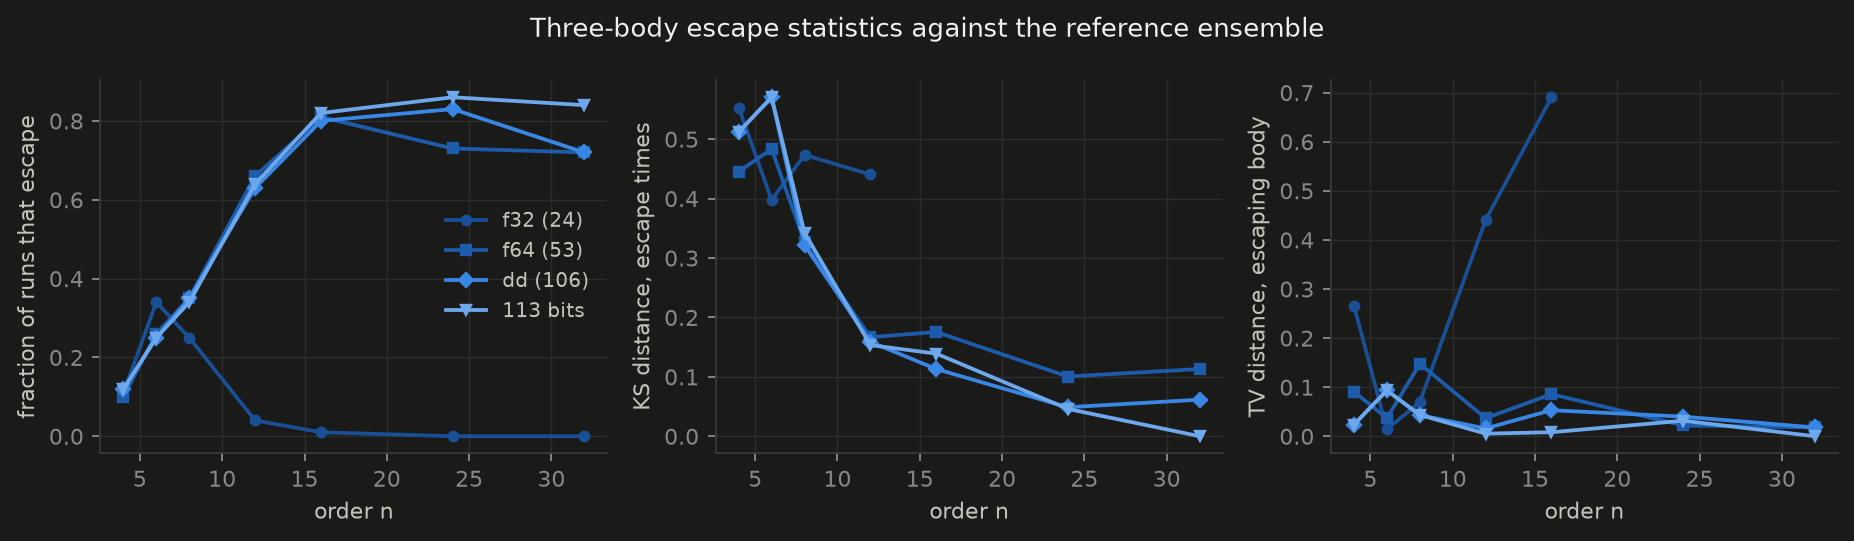 Three-body escape statistics against the reference ensemble
fraction of runs that escape
0.8
0.6
0.4
0.2
0.0
5 10 15 20 25 30
order n
f32 (24)
f64 (53)
dd (106)
113 bits
KS distance, escape times
0.5
0.4
0.3
0.2
0.1
0.0
5 10 15 20 25 30
order n
TV distance, escaping body
0.7
0.6
0.5
0.4
0.3
0.2
0.1
0.0
5 10 15 20 25 30
order n